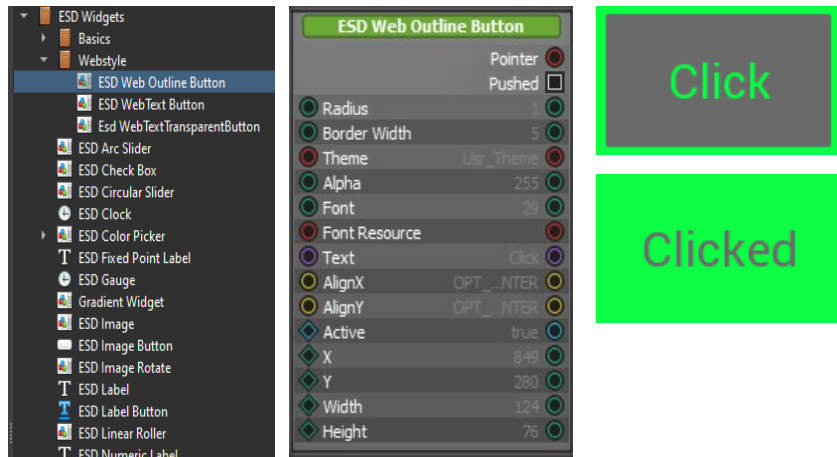 ESD Widgets
Basics
Webstyle
ESD Web Outline Button
ESD WebText Button
Esd WebTextTransparentButton
ESD Arc Slider
ESD Check Box
ESD Circular Slider
ESD Clock
ESD Color Picker
ESD Fixed Point Label
ESD Gauge
Gradient Widget
ESD Image
ESD Image Button
ESD Image Rotate
ESD Label
ESD Label Button
ESD Linear Roller
ESD Numeric Label
ESD Web Outline Button
Pointer
Pushed
Radius 1
Border Width 5
Theme Usr_Theme
Alpha 255
Font 29
Font Resource
Text Click
AlignX OPT_...NTER
AlignY OPT_...NTER
Active true
X 849
Y 280
Width 124
Height 76
Click
Clicked